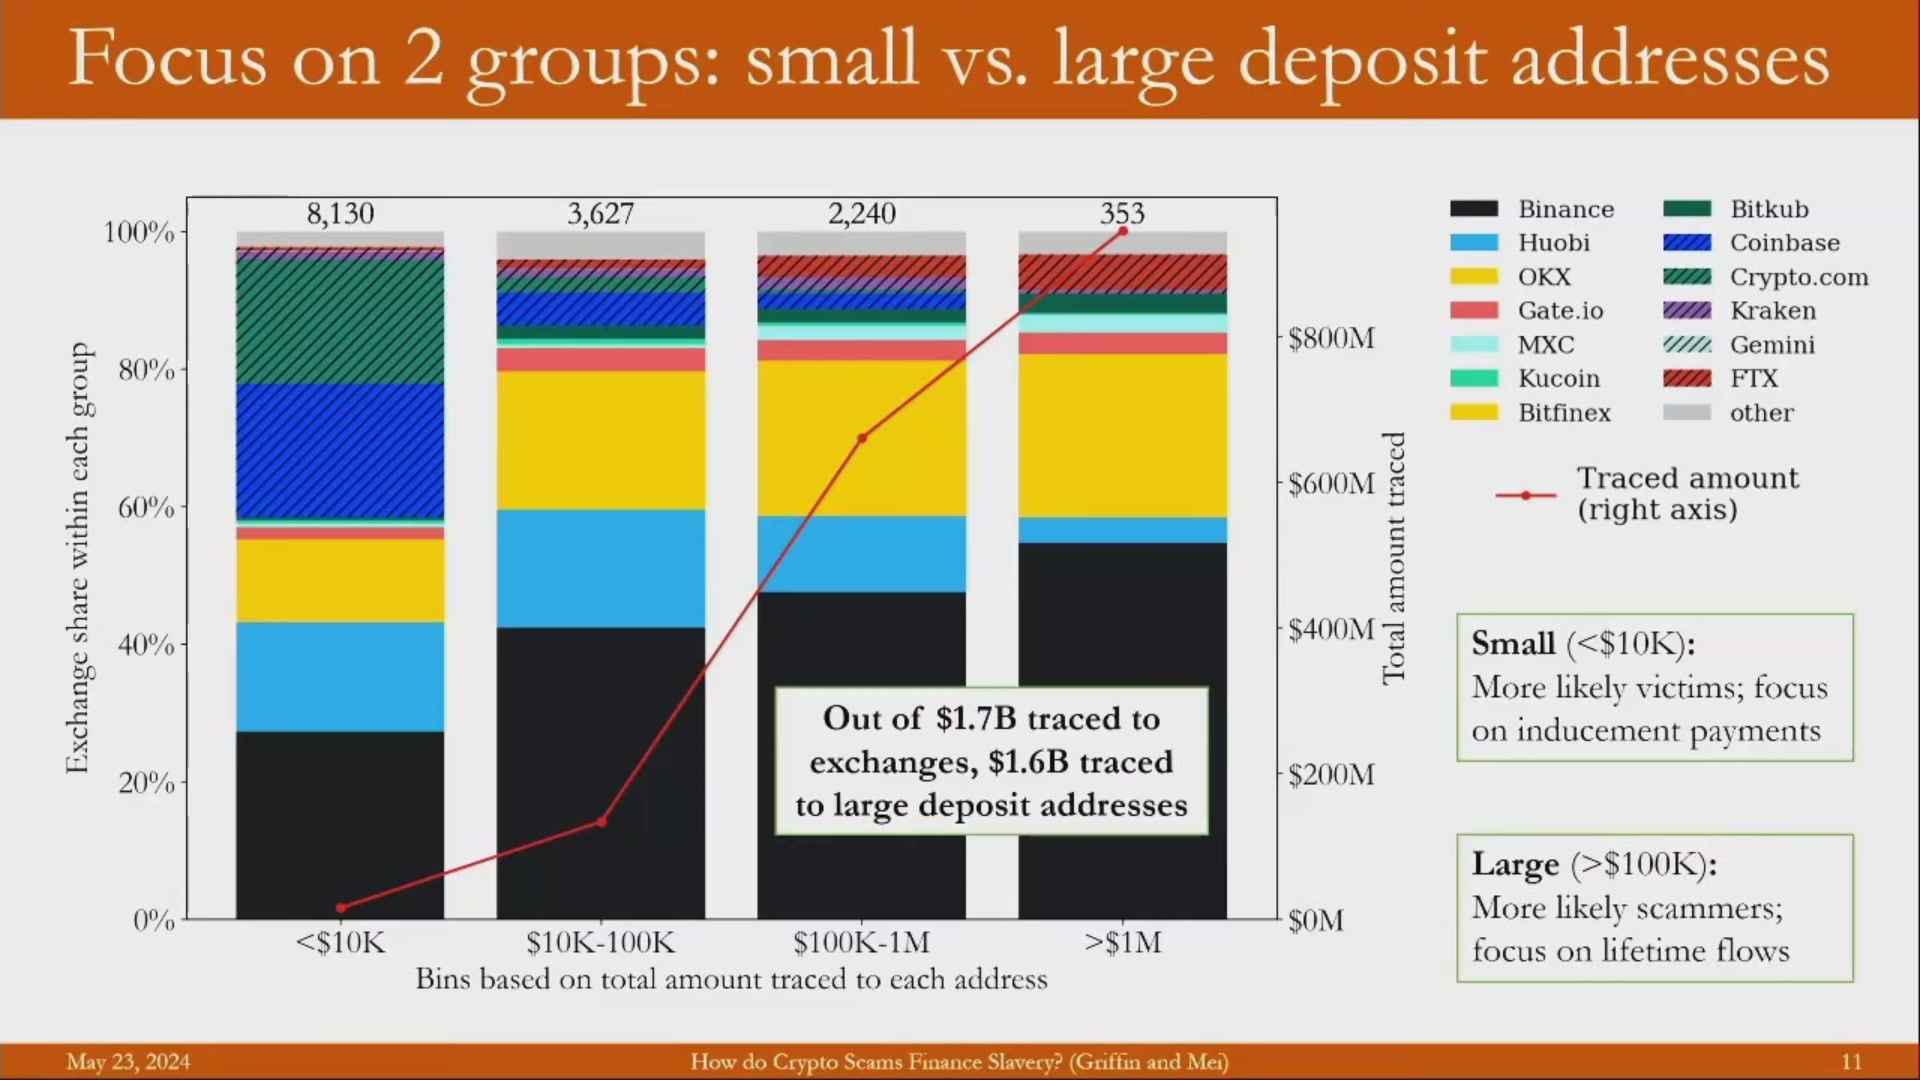 Focus on 2 groups: small vs. large deposit addresses
8,130
3,627
2,240
353
100%
80%
60%
40%
20%
0%
Exchange share within each group
$800M
$600M
$400M
$200M
$0M
Total amount traced
<$10K
$10K-100K
$100K-1M
>$1M
Bins based on total amount traced to each address
Out of $1.7B traced to
exchanges, $1.6B traced
to large deposit addresses
Binance
Huobi
OKX
Gate.io
MXC
Kucoin
Bitfinex
Bitkub
Coinbase
Crypto.com
Kraken
Gemini
FTX
other
Traced amount
(right axis)
Small (<$10K):
More likely victims; focus
on inducement payments
Large (>$100K):
More likely scammers;
focus on lifetime flows
May 23, 2024
How do Crypto Scams Finance Slavery? (Griffin and Mei)
11